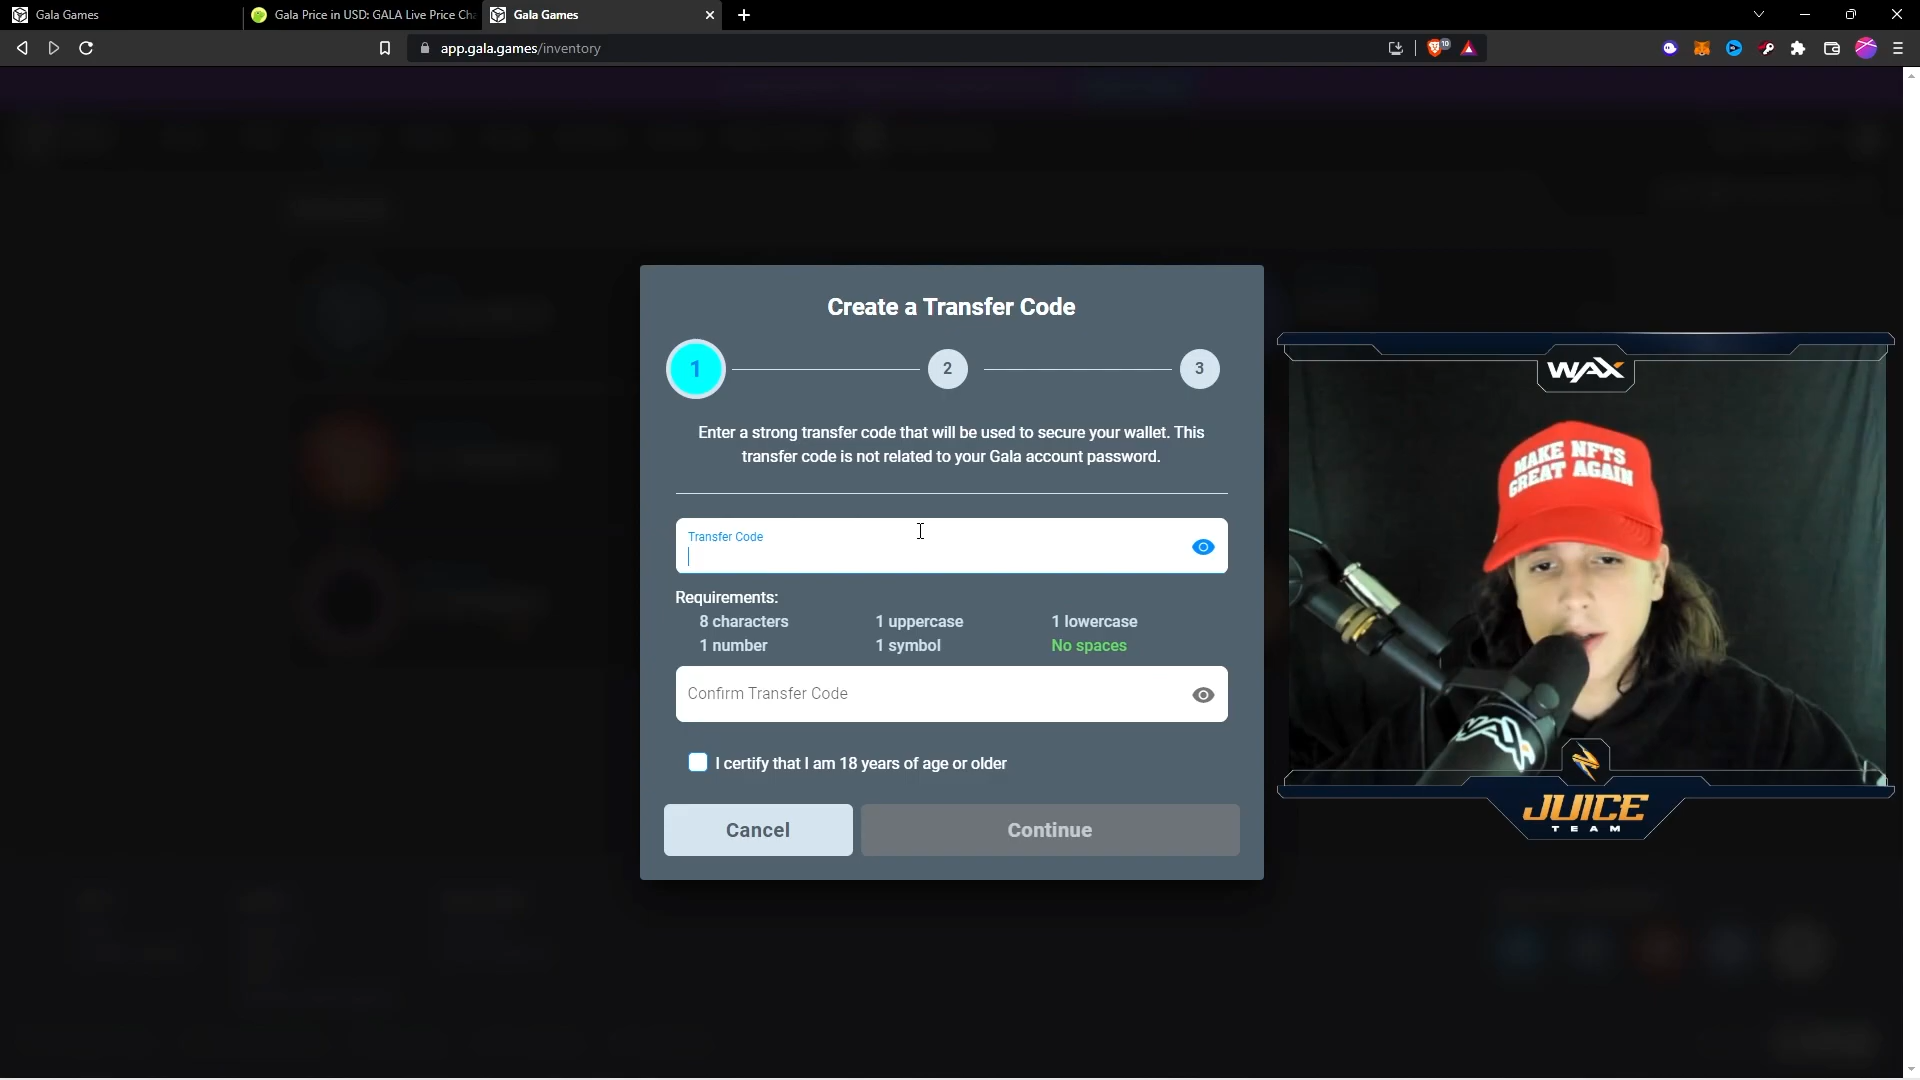 Gala Games
Gala Price in USD: GALA Live Price Cha
Gala Games
app.gala.games/inventory
10
Create a Transfer Code
1
2
3
Enter a strong transfer code that will be used to secure your wallet. This
transfer code is not related to your Gala account password.
Transfer Code
Requirements:
8 characters
1 uppercase
1 lowercase
1 number
1 symbol
No spaces
Confirm Transfer Code
I certify that I am 18 years of age or older
Cancel
Continue
WAX
MAKE NFTS
GREAT AGAIN
JUICE
TEAM